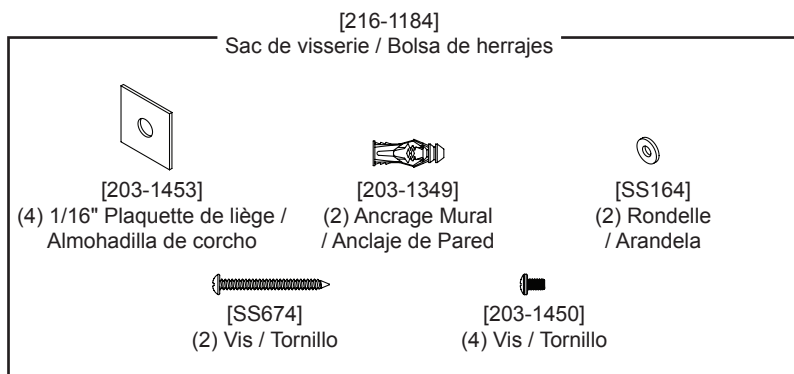 [216-1184]
Sac de visserie / Bolsa de herrajes
[203-1453]
(4) 1/16" Plaquette de liège /
Almohadilla de corcho
[203-1349]
(2) Ancrage Mural
/ Anclaje de Pared
[SS164]
(2) Rondelle
/ Arandela
[SS674]
(2) Vis / Tornillo
[203-1450]
(4) Vis / Tornillo